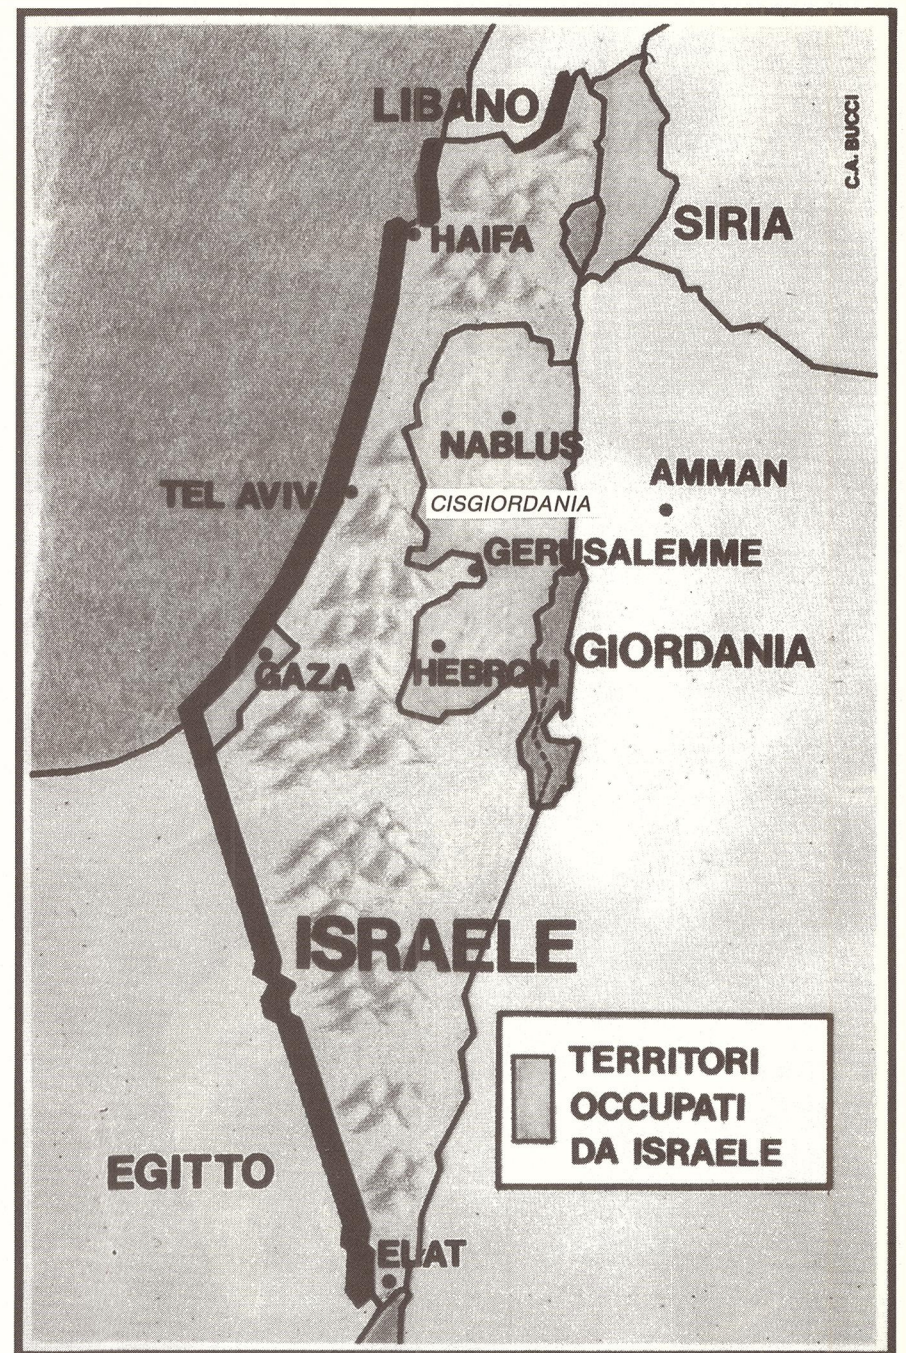 LIBANO
C.A. BUCCI
SIRIA
HAIFA
NABLUS
AMMAN
TEL AVIV
CISGIORDANIA
GERUSALEMME
GIORDANIA
GAZA
HEBRON
ISRAELE
TERRITORI
OCCUPATI
DA ISRAELE
EGITTO
EILAT